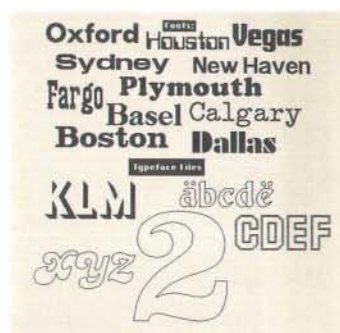 Fonts:
Oxford Houston Vegas
Sydney New Haven
Fargo Plymouth
Basel Calgary
Boston Dallas
Typeface Files
KLM äbcdë
CDEF
xyz 2